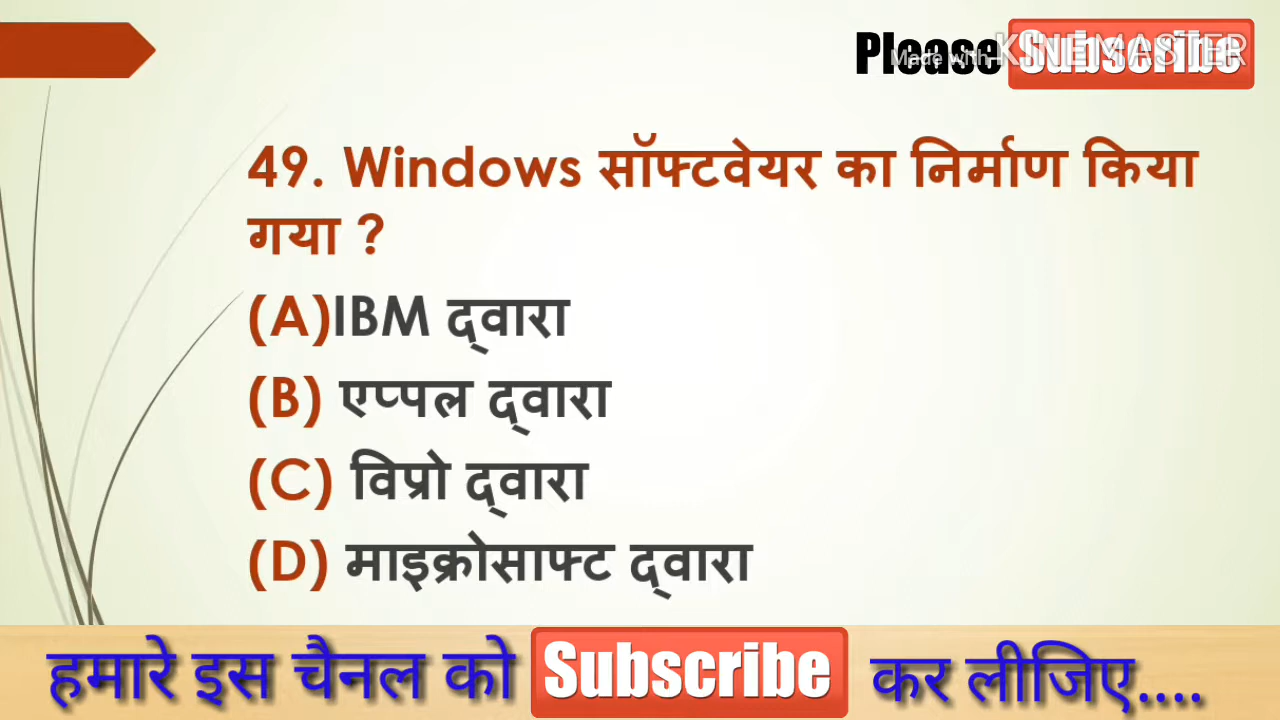 Please Subscribe
Made with KINEMASTER
49. Windows सॉफ्टवेयर का निर्माण किया
गया ?
(A)IBM द्वारा
(B) एप्पल द्वारा
(C) विप्रो द्वारा
(D) माइक्रोसाफ्ट द्वारा
हमारे इस चैनल को Subscribe कर लीजिए....